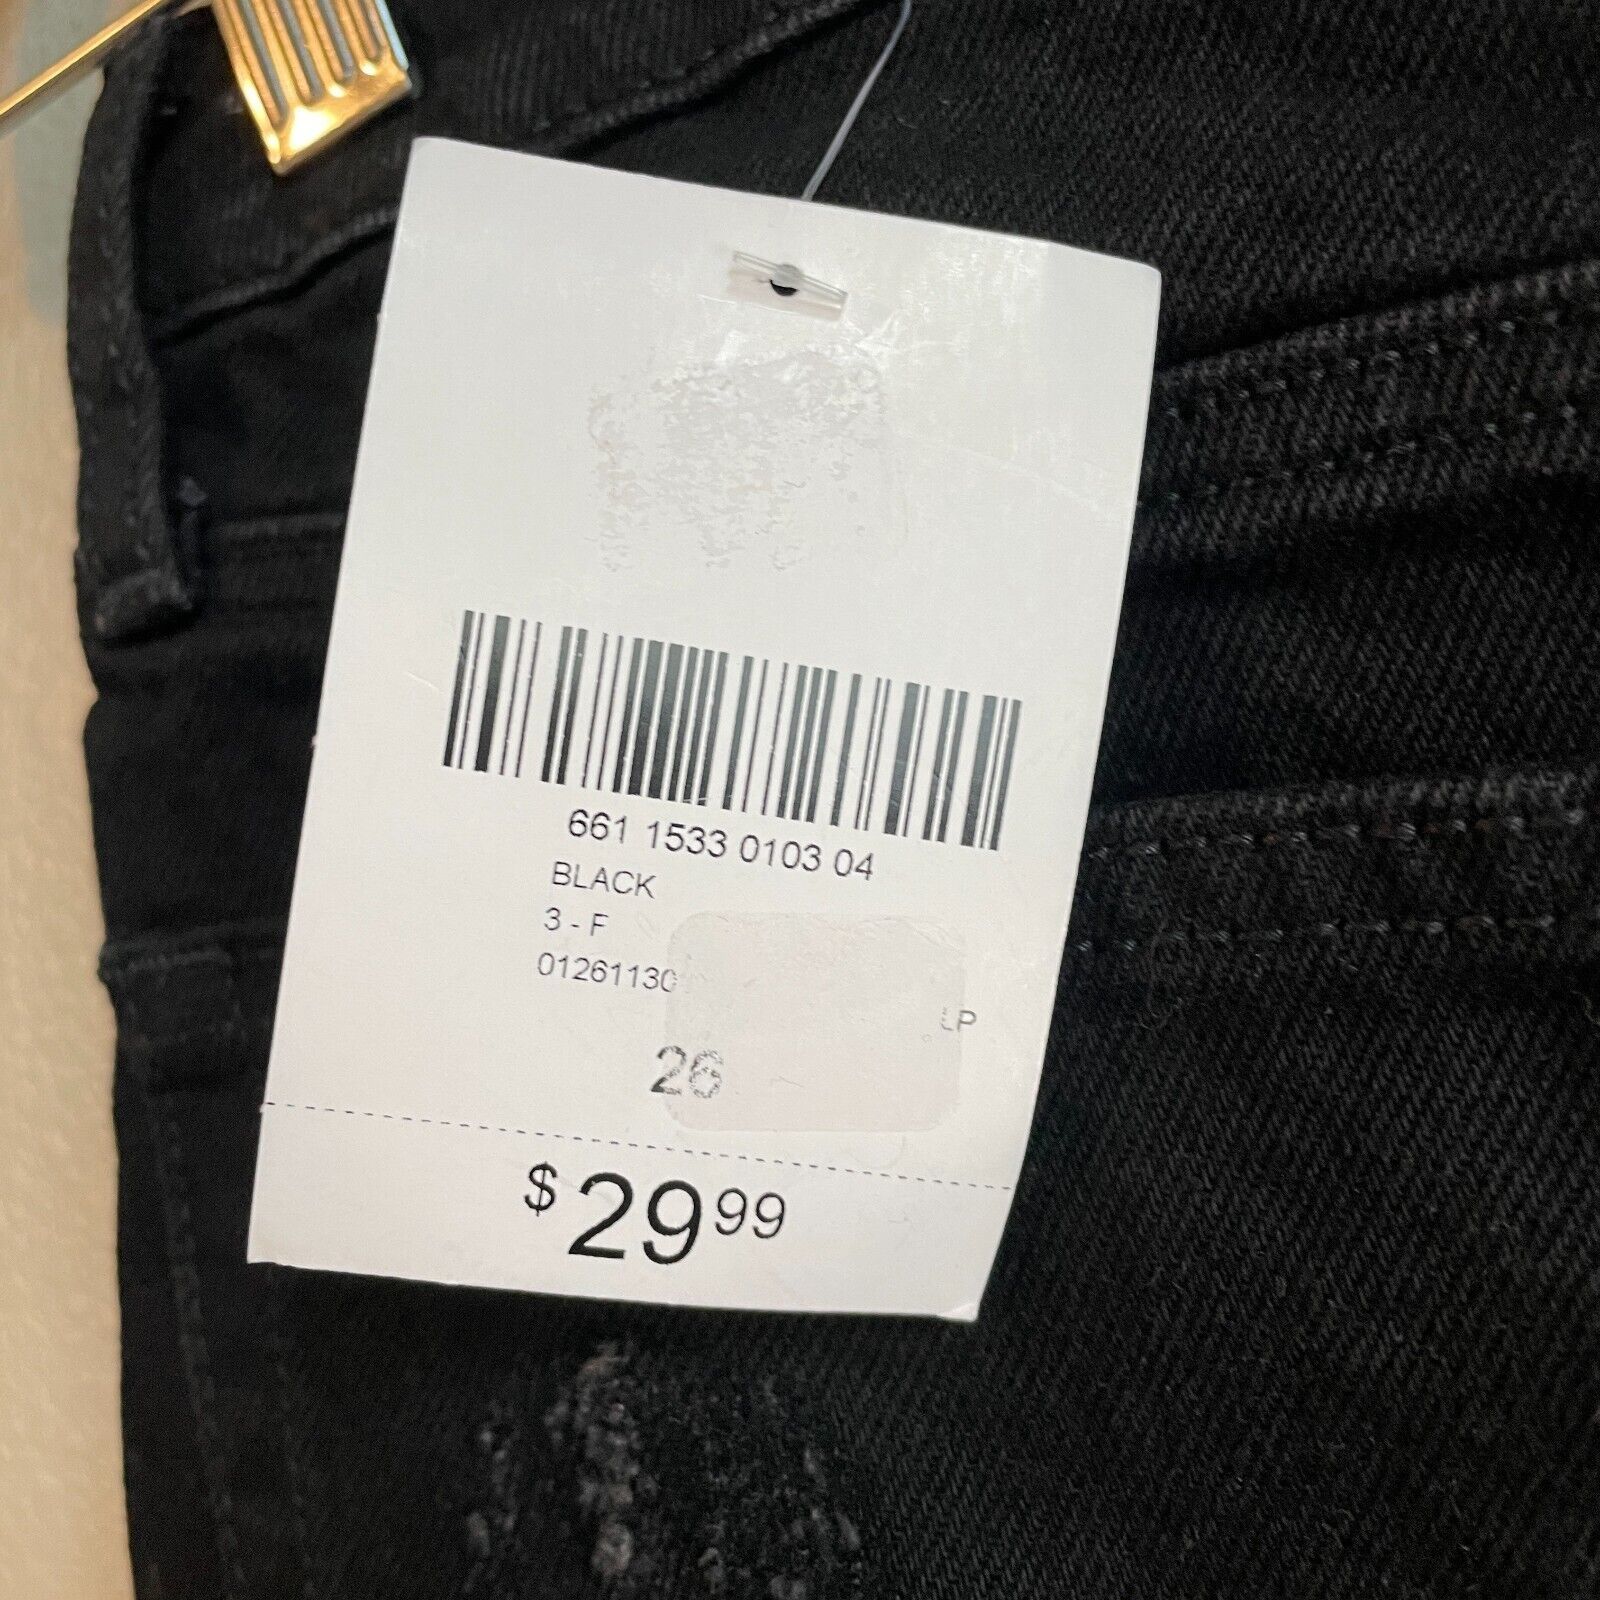 661 1533 0103 04
BLACK
3 - F
01261130
LP
26
$29.99